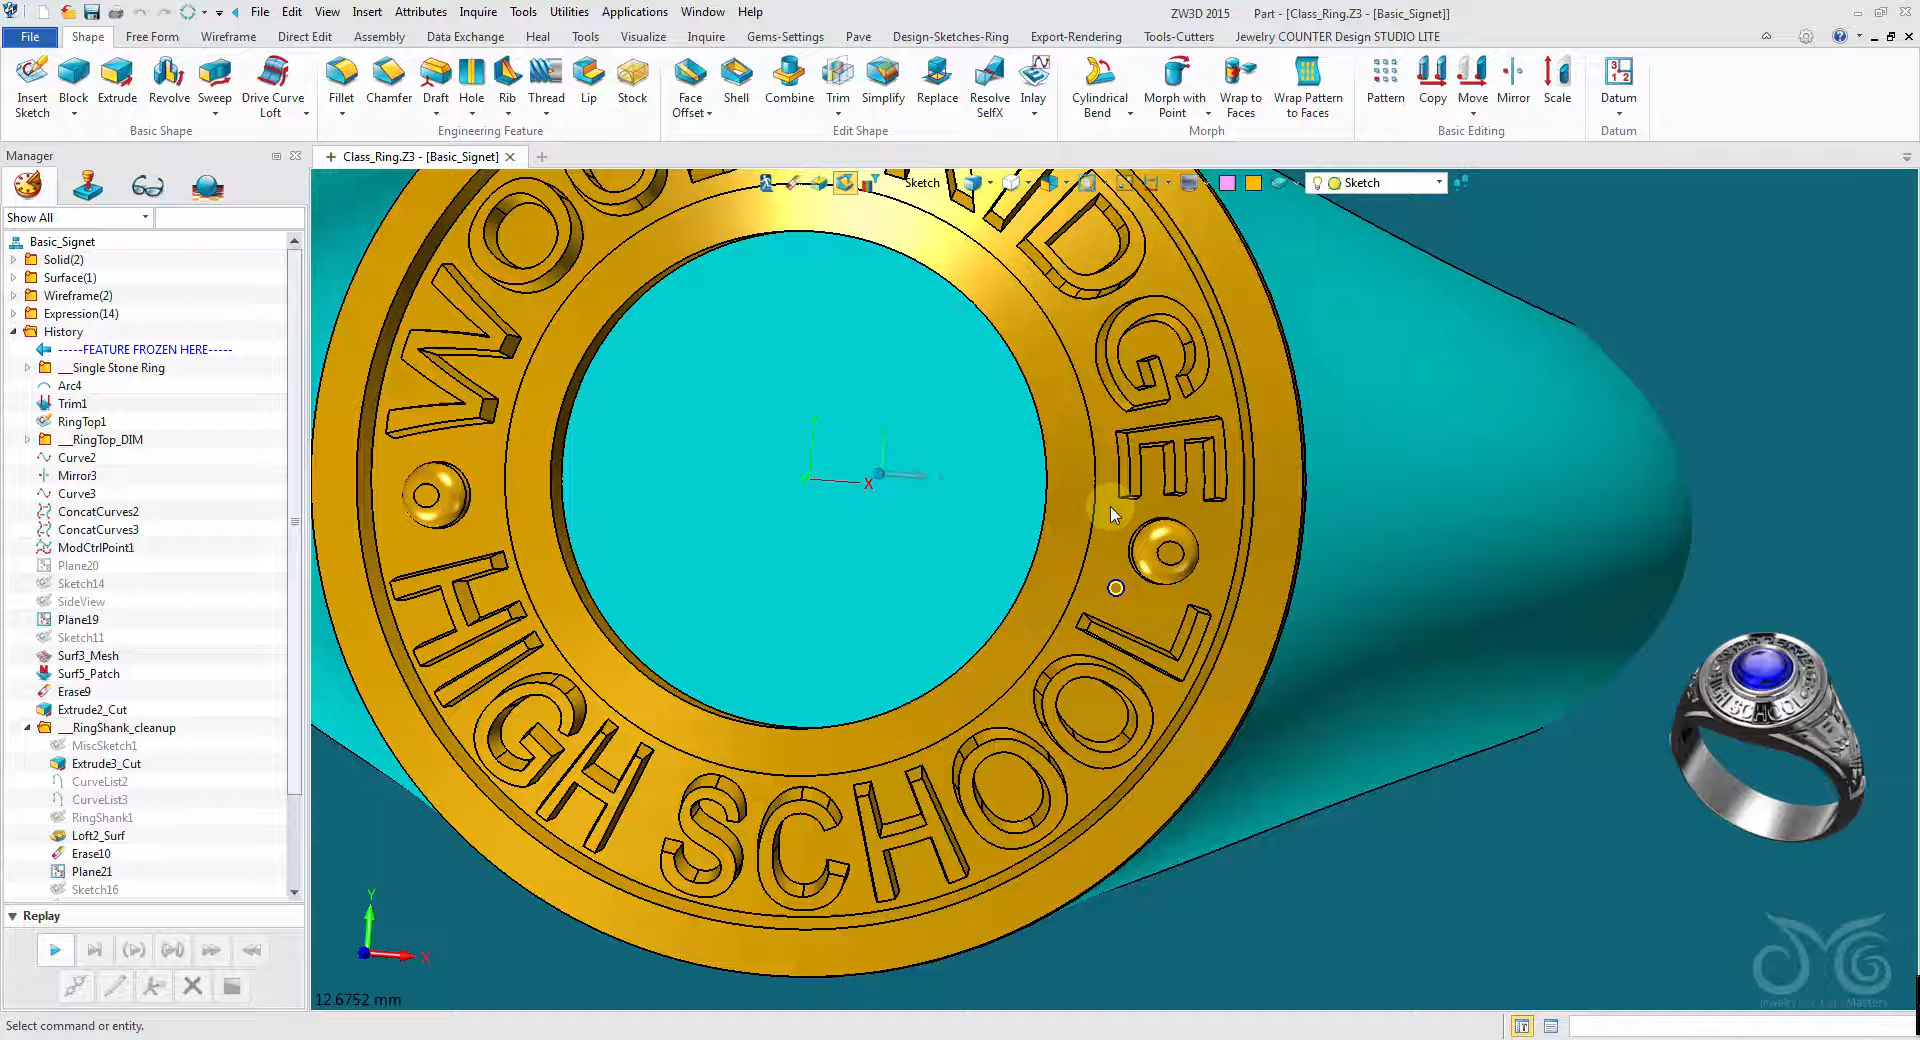 File Edit View Insert Attributes Inquire Tools Utilities Applications Window Help
ZW3D 2015 Part - [Class_Ring.Z3 - [Basic_Signet]]
File Shape Free Form Wireframe Direct Edit Assembly Data Exchange Heal Tools Visualize Inquire Gems-Settings Pave Design-Sketches-Ring Export-Rendering Tools-Cutters Jewelry COUNTER Design STUDIO LITE
Insert Sketch Block Extrude Revolve Sweep Drive Curve Loft Fillet Chamfer Draft Hole Rib Thread Lip Stock Face Offset Shell Combine Trim Simplify Replace Resolve SelfX Inlay Cylindrical Bend Morph with Point Wrap to Faces Wrap Pattern to Faces Pattern Copy Move Mirror Scale Datum
Basic Shape Engineering Feature Edit Shape Morph Basic Editing Datum
Manager
Class_Ring.Z3 - [Basic_Signet]
Show All
Sketch
Sketch
Basic_Signet
Solid(2)
Surface(1)
Wireframe(2)
Expression(14)
History
-----FEATURE FROZEN HERE-----
__Single Stone Ring
Arc4
Trim1
RingTop1
__RingTop_DIM
Curve2
Mirror3
Curve3
ConcatCurves2
ConcatCurves3
ModCtrlPoint1
Plane20
Sketch14
SideView
Plane19
Sketch11
Surf3_Mesh
Surf5_Patch
Erase9
Extrude2_Cut
__RingShank_cleanup
MiscSketch1
Extrude3_Cut
CurveList2
CurveList3
RingShank1
Loft2_Surf
Erase10
Plane21
Sketch16
Replay
HIGH SCHOOL
Y
X
Y
X
12.6752 mm
Select command or entity.